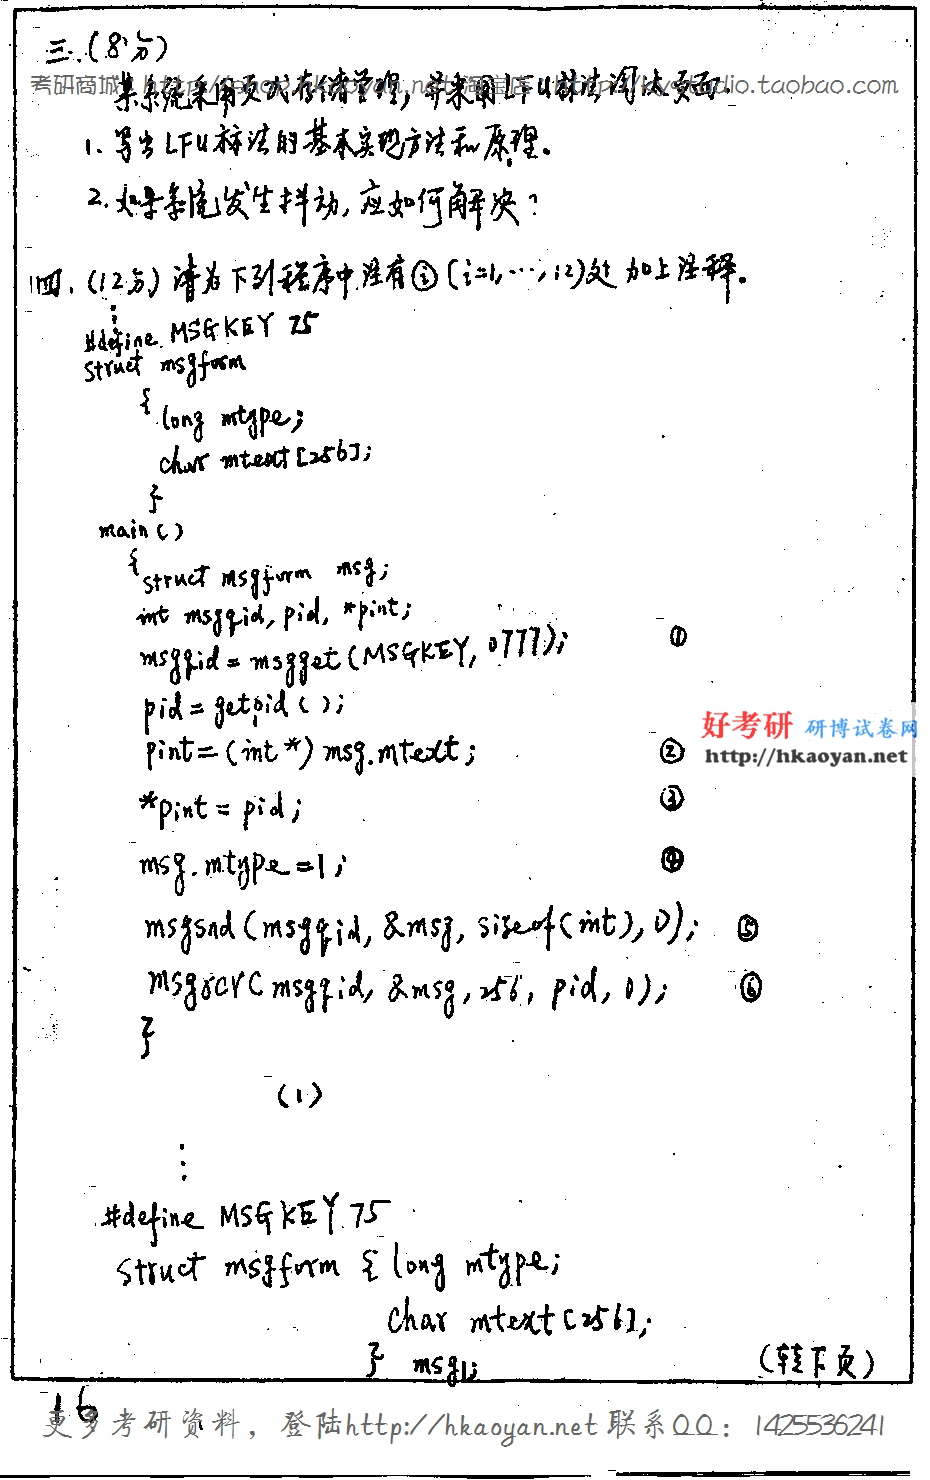 三.(8分)
某系统采用页式存储管理,并采用LFU算法淘汰页面
考研商城
taobao.com
1. 写出LFU算法的基本实现方法和原理。
2. 如果系统发生抖动,应如何解决?
四.(12分)请为下列程序中注有ⓘ(i=1,…,12)处加上注释。
⋮
#define MSGKEY 75
struct msgform
{ long mtype;
char mtext[256];
}
main()
{ struct msgform msg;
int msgqid, pid, *pint;
msgqid=msgget(MSGKEY, 0777); ①
pid=getpid();
好考研 研博试卷网
pint=(int*) msg.mtext; ②
http://hkaoyan.net
*pint=pid; ③
msg.mtype=1; ④
msgsnd(msgqid, &msg, sizeof(int), 0); ⑤
msgrcv(msgqid, &msg, 256, pid, 0); ⑥
}
(1)
⋮
#define MSGKEY 75
struct msgform { long mtype;
char mtext[256];
} msg1;
(转下页)
16
更多考研资料,登陆http://hkaoyan.net 联系QQ:1425536241